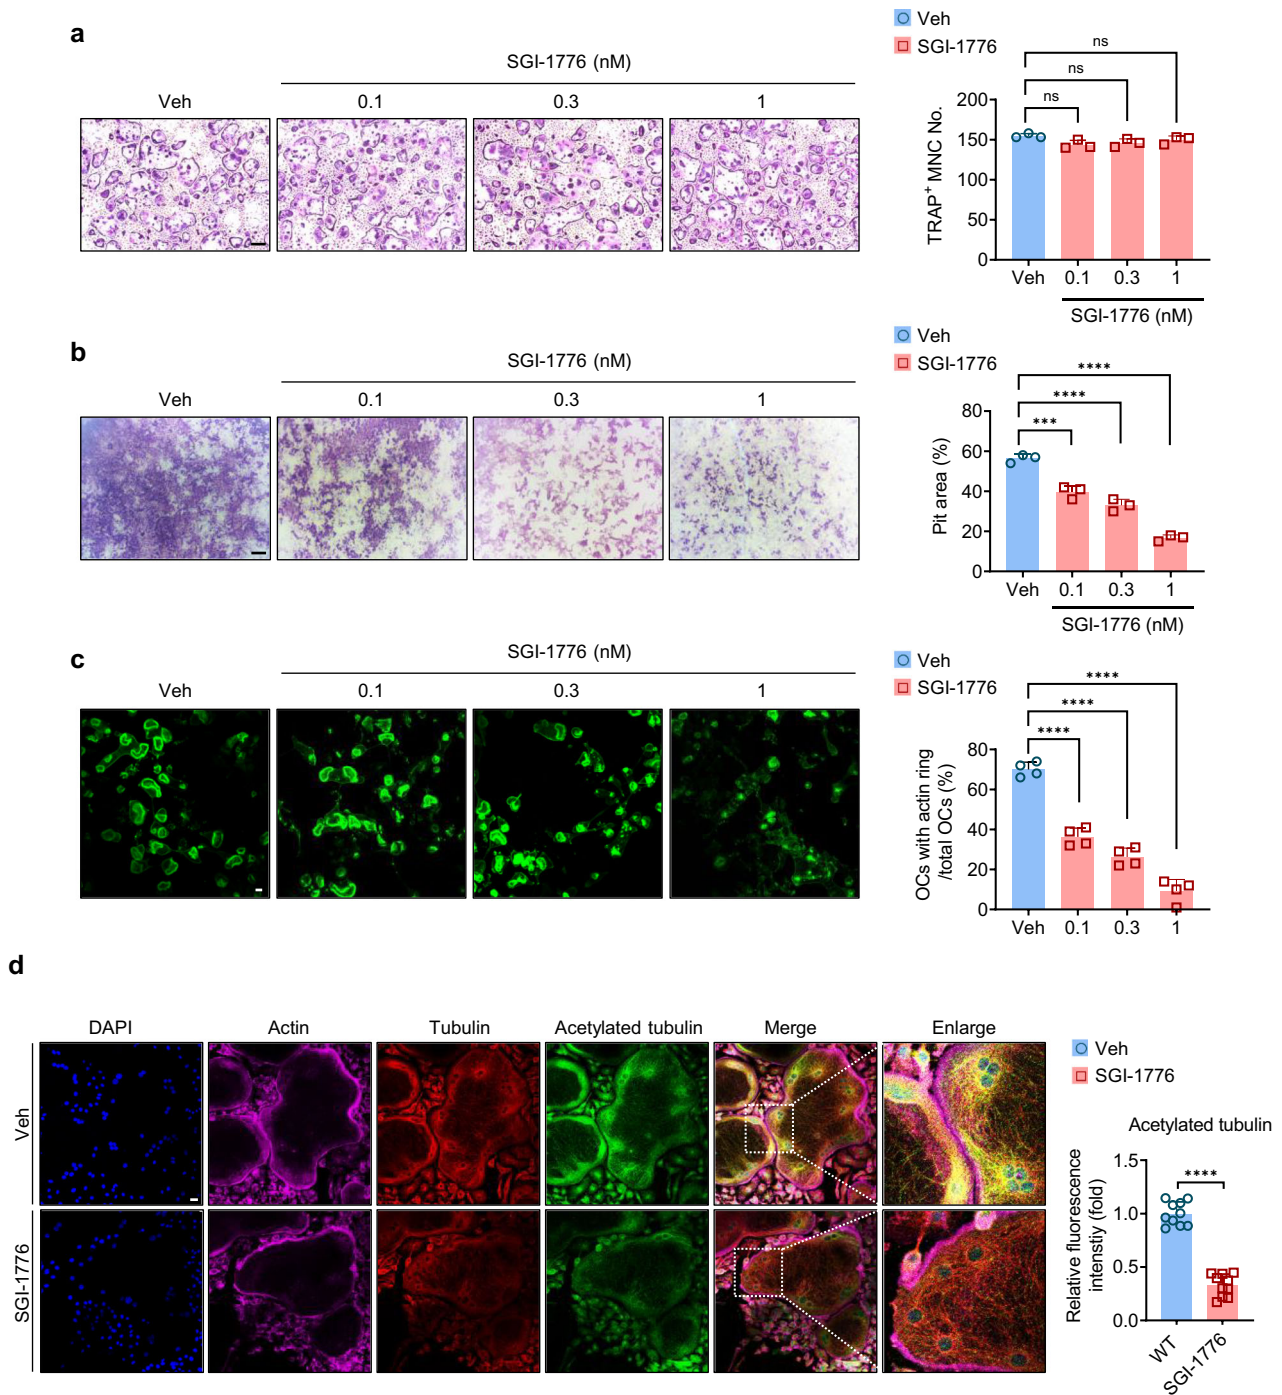 a
SGI-1776 (nM)
Veh
0.1
0.3
1
Veh
SGI-1776
ns
ns
ns
TRAP+ MNC No.
200
150
100
50
0
Veh
0.1
0.3
1
SGI-1776 (nM)
b
SGI-1776 (nM)
Veh
0.1
0.3
1
Veh
SGI-1776
****
****
***
Pit area (%)
80
60
40
20
0
Veh
0.1
0.3
1
SGI-1776 (nM)
c
SGI-1776 (nM)
Veh
0.1
0.3
1
Veh
SGI-1776
****
****
****
OCs with actin ring
/total OCs (%)
80
60
40
20
0
Veh
0.1
0.3
1
d
DAPI
Actin
Tubulin
Acetylated tubulin
Merge
Enlarge
Veh
SGI-1776
Veh
SGI-1776
Acetylated tubulin
****
Relative fluorescence
intenstiy (fold)
1.5
1.0
0.5
0.0
WT
SGI-1776